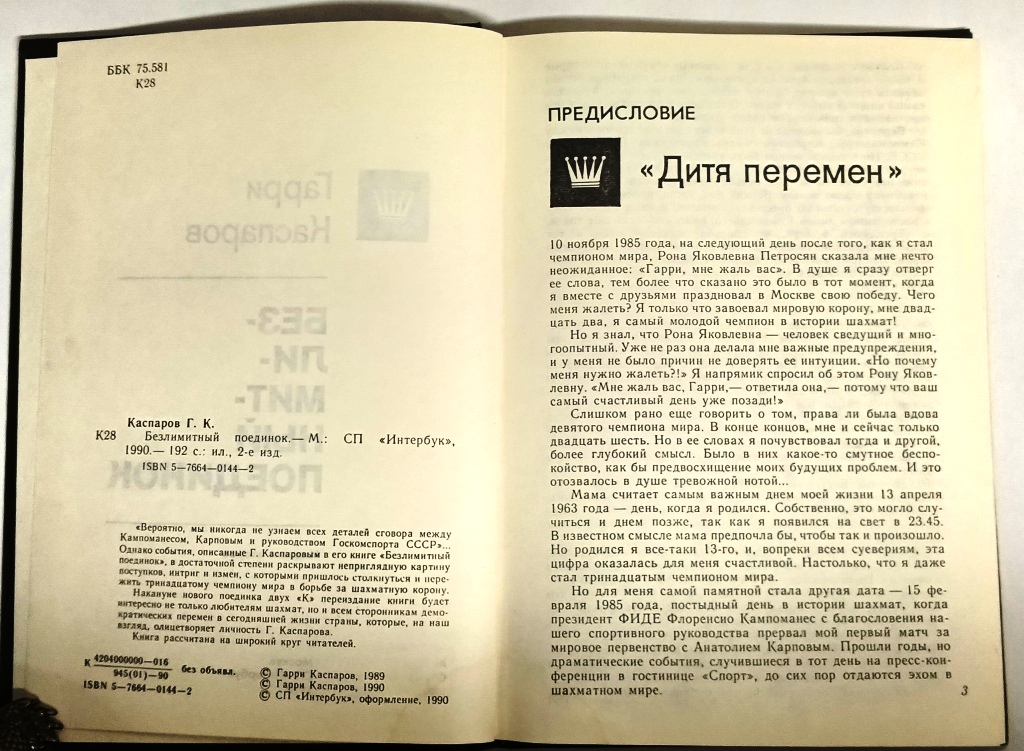 ББК 75.581
К28
Каспаров Г. К.
К28 Безлимитный поединок.— М.: СП «Интербук»,
1990.— 192 с.: ил., 2-е изд.
ISBN 5—7664—0144—2
«Вероятно, мы никогда не узнаем всех деталей сговора между
Кампоманесом, Карповым и руководством Госкомспорта СССР»...
Однако события, описанные Г. Каспаровым в его книге «Безлимитный
поединок», в достаточной степени раскрывают неприглядную картину
поступков, интриг и измен, с которыми пришлось столкнуться и пере-
жить тринадцатому чемпиону мира в борьбе за шахматную корону.
Накануне нового поединка двух «К» переиздание книги будет
интересно не только любителям шахмат, но и всем сторонникам демо-
кратических перемен в сегодняшней жизни страны, которые, на наш
взгляд, олицетворяет личность Г. Каспарова.
Книга рассчитана на широкий круг читателей.
К 4204000000—016
945(01)—90 без объявл.
ISBN 5—7664—0144—2
© Гарри Каспаров, 1989
© Гарри Каспаров, 1990
© СП «Интербук», оформление, 1990
ПРЕДИСЛОВИЕ
«Дитя перемен»
10 ноября 1985 года, на следующий день после того, как я стал
чемпионом мира, Рона Яковлевна Петросян сказала мне нечто
неожиданное: «Гарри, мне жаль вас». В душе я сразу отверг
ее слова, тем более что сказано это было в тот момент, когда
я вместе с друзьями праздновал в Москве свою победу. Чего
меня жалеть? Я только что завоевал мировую корону, мне двад-
цать два, я самый молодой чемпион в истории шахмат!
Но я знал, что Рона Яковлевна — человек сведущий и мно-
гоопытный. Уже не раз она делала мне важные предупреждения,
и у меня не было причин не доверять ее интуиции. «Но почему
меня нужно жалеть?!» Я напрямик спросил об этом Рону Яков-
левну. «Мне жаль вас, Гарри,— ответила она,— потому что ваш
самый счастливый день уже позади!»
Слишком рано еще говорить о том, права ли была вдова
девятого чемпиона мира. В конце концов, мне и сейчас только
двадцать шесть. Но в ее словах я почувствовал тогда и другой,
более глубокий смысл. Было в них какое-то смутное беспо-
койство, как бы предвосхищение моих будущих проблем. И это
отозвалось в душе тревожной нотой...
Мама считает самым важным днем моей жизни 13 апреля
1963 года — день, когда я родился. Собственно, это могло слу-
читься и днем позже, так как я появился на свет в 23.45.
В известном смысле мама предпочла бы, чтобы так и произошло.
Но родился я все-таки 13-го, и, вопреки всем суевериям, эта
цифра оказалась для меня счастливой. Настолько, что я даже
стал тринадцатым чемпионом мира.
Но для меня самой памятной стала другая дата — 15 фе-
враля 1985 года, постыдный день в истории шахмат, когда
президент ФИДЕ Флоренсио Кампоманес с благословения на-
шего спортивного руководства прервал мой первый матч за
мировое первенство с Анатолием Карповым. Прошли годы, но
драматические события, случившиеся в тот день на пресс-кон-
ференции в гостинице «Спорт», до сих пор отдаются эхом в
шахматном мире.
3